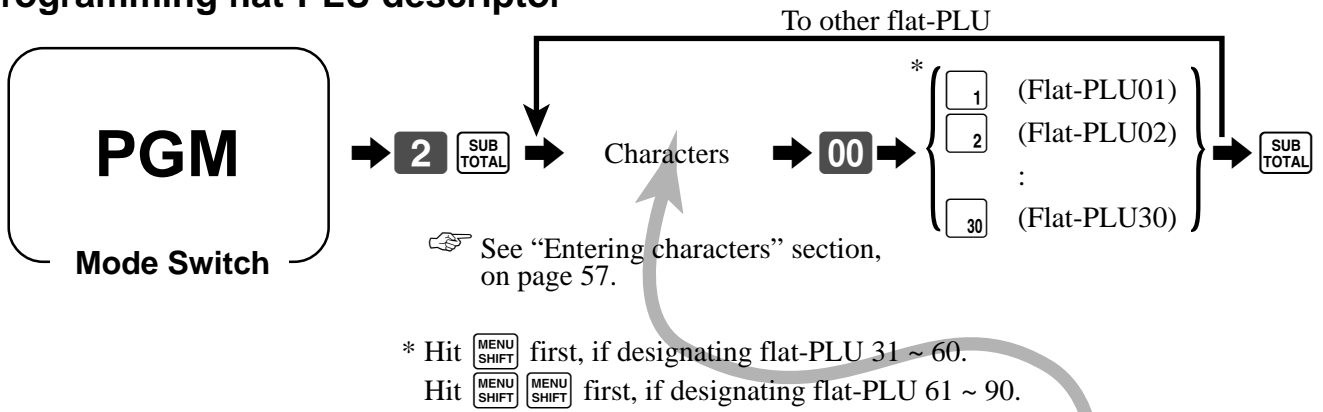 Programming flat-PLU descriptor
To other flat-PLU
PGM
Mode Switch
2 SUB TOTAL Characters 00
*
1 (Flat-PLU01)
2 (Flat-PLU02)
:
30 (Flat-PLU30)
SUB TOTAL
See “Entering characters” section,
on page 57.
* Hit MENU SHIFT first, if designating flat-PLU 31 ~ 60.
Hit MENU SHIFT MENU SHIFT first, if designating flat-PLU 61 ~ 90.